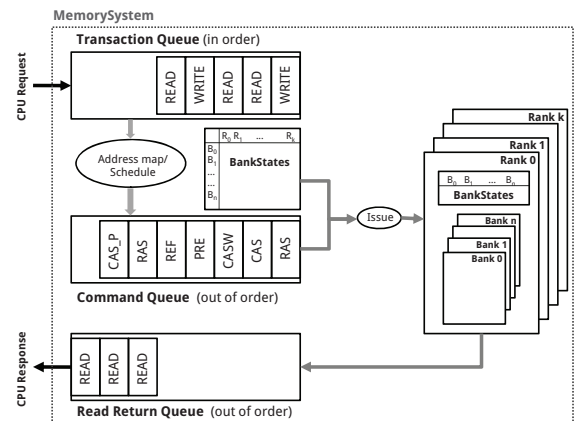 MemorySystem
Transaction Queue (in order)
CPU Request
READ
WRITE
READ
READ
WRITE
Address map/
Schedule
R0 R1 ... Rk
B0
B1
...
...
Bn
BankStates
CAS_P
RAS
REF
PRE
CASW
CAS
RAS
Command Queue (out of order)
Issue
Rank k
Rank 1
Rank 0
B0 B1 ... Bn
BankStates
Bank n
Bank 1
Bank 0
CPU Response
READ
READ
READ
Read Return Queue (out of order)